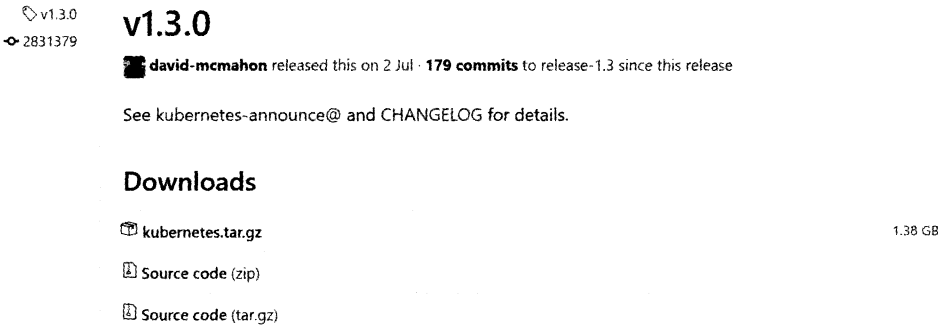 v1.3.0
2831379
v1.3.0
david-mcmahon released this on 2 Jul · 179 commits to release-1.3 since this release
See kubernetes-announce@ and CHANGELOG for details.
Downloads
kubernetes.tar.gz 1.38 GB
Source code (zip)
Source code (tar.gz)